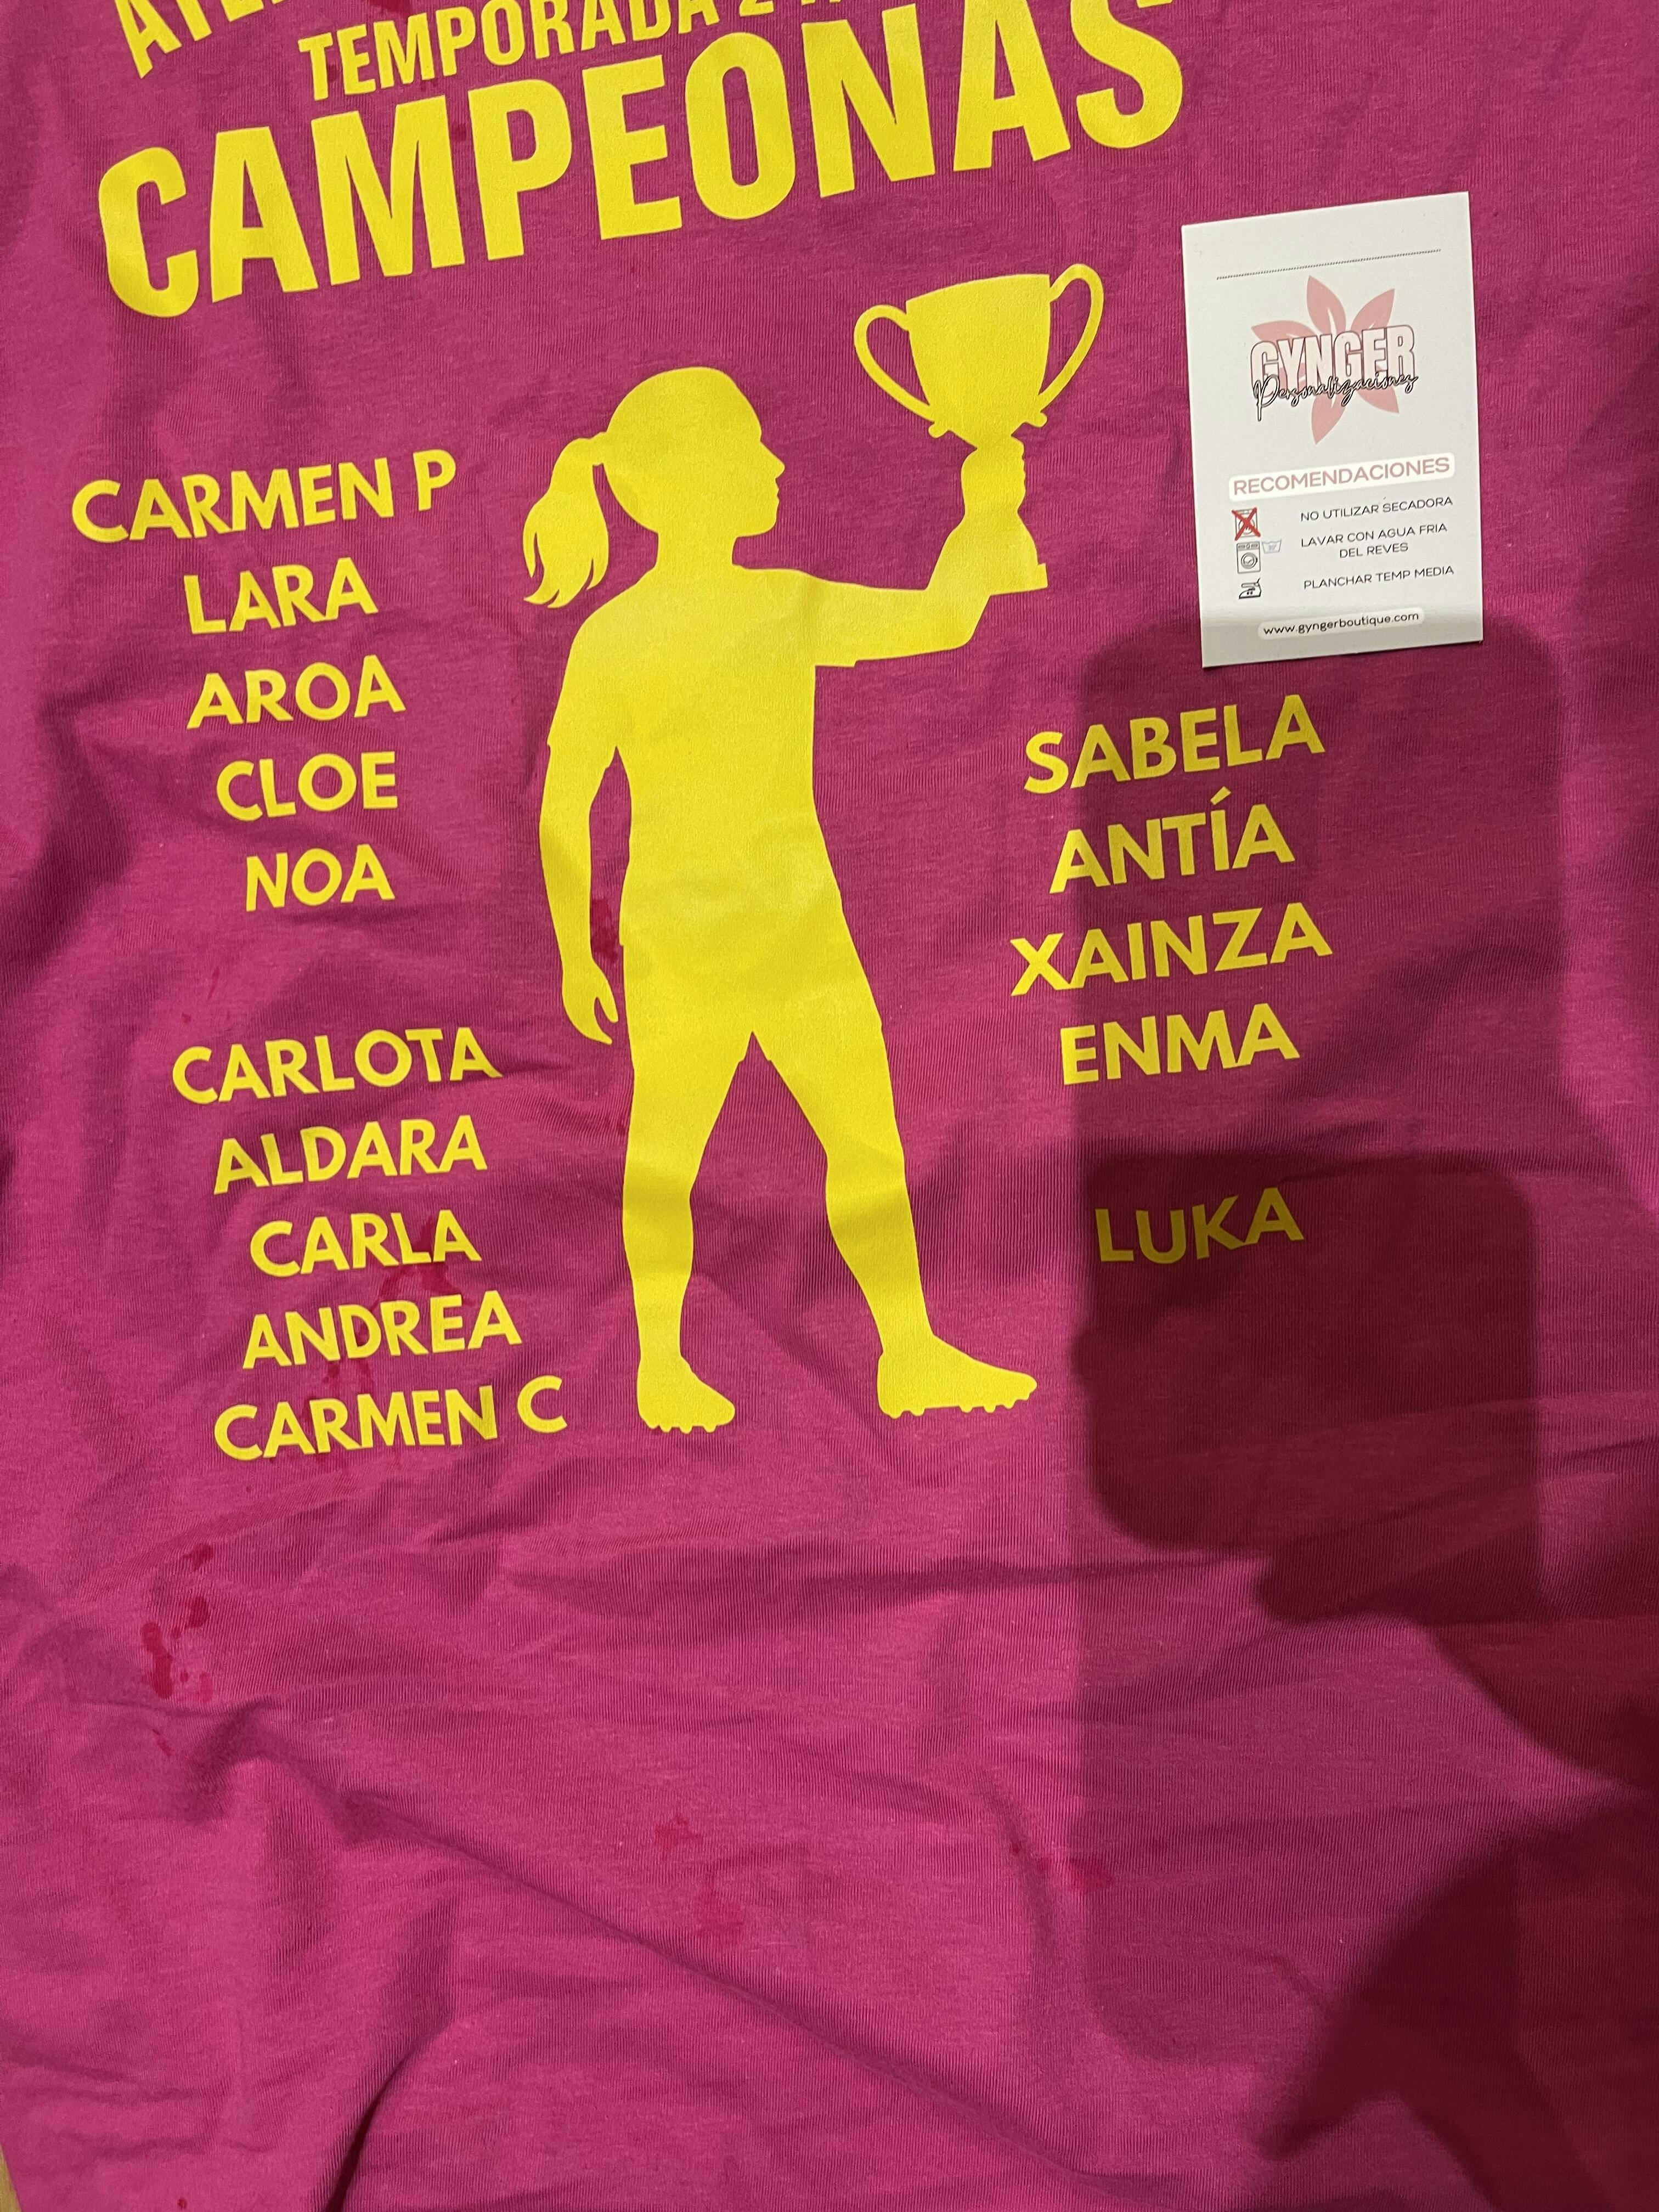 TEMPORADA
CAMPEONAS
GYNGER
Personalizaciones
RECOMENDACIONES
NO UTILIZAR SECADORA
LAVAR CON AGUA FRIA
DEL REVES
PLANCHAR TEMP MEDIA
www.gyngerboutique.com
CARMEN P
LARA
AROA
CLOE
NOA
CARLOTA
ALDARA
CARLA
ANDREA
CARMEN C
SABELA
ANTÍA
XAINZA
ENMA
LUKA